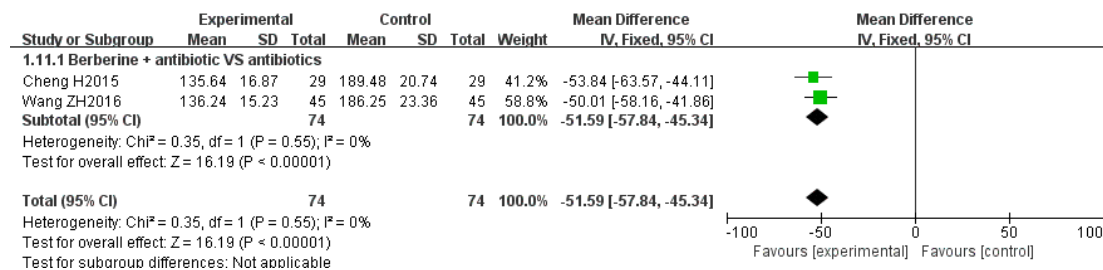 Experimental Control Mean Difference Mean Difference
Study or Subgroup Mean SD Total Mean SD Total Weight IV, Fixed, 95% CI IV, Fixed, 95% CI
1.11.1 Berberine + antibiotic VS antibiotics
Cheng H2015 135.64 16.87 29 189.48 20.74 29 41.2% -53.84 [-63.57, -44.11]
Wang ZH2016 136.24 15.23 45 186.25 23.36 45 58.8% -50.01 [-58.16, -41.86]
Subtotal (95% CI) 74 74 100.0% -51.59 [-57.84, -45.34]
Heterogeneity: Chi² = 0.35, df = 1 (P = 0.55); I² = 0%
Test for overall effect: Z = 16.19 (P < 0.00001)
Total (95% CI) 74 74 100.0% -51.59 [-57.84, -45.34]
Heterogeneity: Chi² = 0.35, df = 1 (P = 0.55); I² = 0%
Test for overall effect: Z = 16.19 (P < 0.00001)
Test for subgroup differences: Not applicable
-100 -50 0 50 100
Favours [experimental] Favours [control]